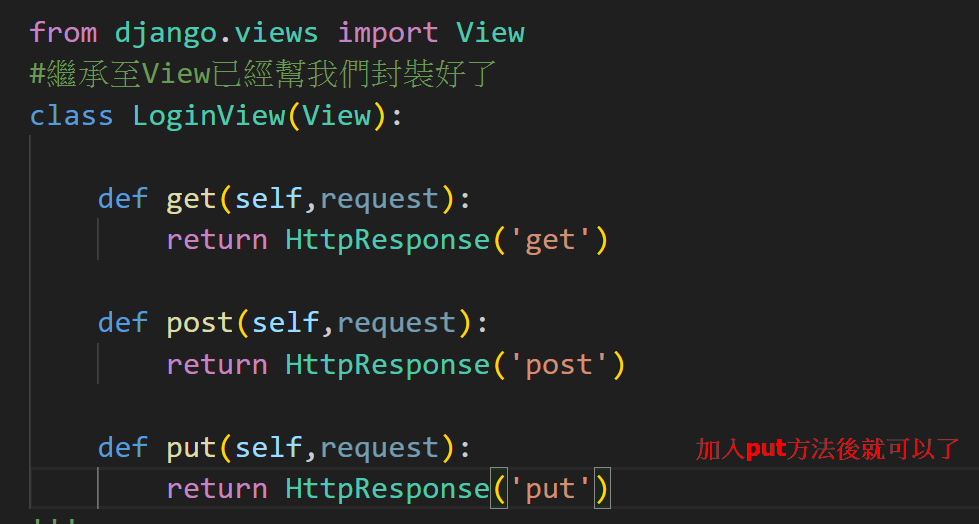 from django.views import View
#繼承至View已經幫我們封裝好了
class LoginView(View):
def get(self,request):
return HttpResponse('get')
def post(self,request):
return HttpResponse('post')
def put(self,request):
加入put方法後就可以了
return HttpResponse('put')
'''